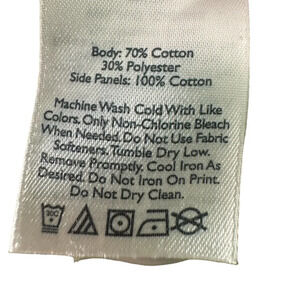 Body: 70% Cotton
30% Polyester
Side Panels: 100% Cotton
Machine Wash Cold With Like
Colors. Only Non-Chlorine Bleach
When Needed. Do Not Use Fabric
Softeners. Tumble Dry Low.
Remove Promptly. Cool Iron As
Desired. Do Not Iron On Print.
Do Not Dry Clean.